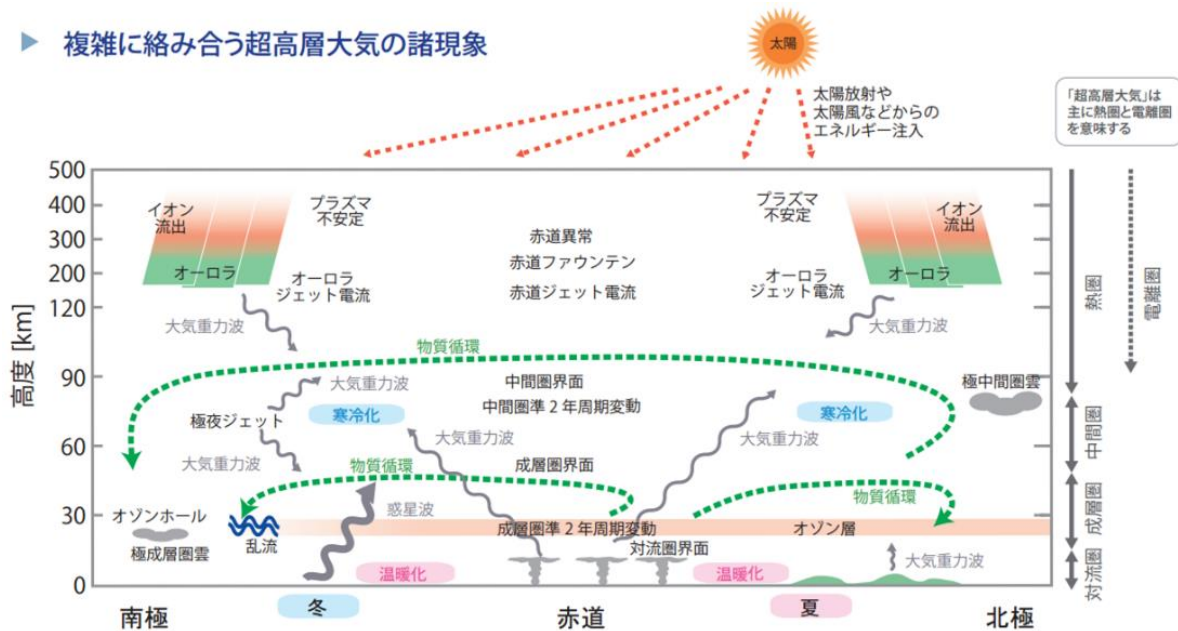 複雑に絡み合う超高層大気の諸現象
太陽
太陽放射や
太陽風などからの
エネルギー注入
「超高層大気」は
主に熱圏と電離圏
を意味する
高度 [km]
500
400
300
200
120
90
60
30
0
イオン
流出
オーロラ
プラズマ
不安定
オーロラ
ジェット電流
赤道異常
赤道ファウンテン
赤道ジェット電流
プラズマ
不安定
オーロラ
ジェット電流
イオン
流出
オーロラ
大気重力波
大気重力波
物質循環
大気重力波
中間圏界面
極中間圏雲
寒冷化
中間圏準2年周期変動
寒冷化
極夜ジェット
大気重力波
大気重力波
大気重力波
成層圏界面
物質循環
物質循環
惑星波
オゾンホール
極成層圏雲
乱流
成層圏準2年周期変動
オゾン層
対流圏界面
大気重力波
温暖化
温暖化
南極
冬
赤道
夏
北極
熱圏
電離圏
中間圏
成層圏
対流圏